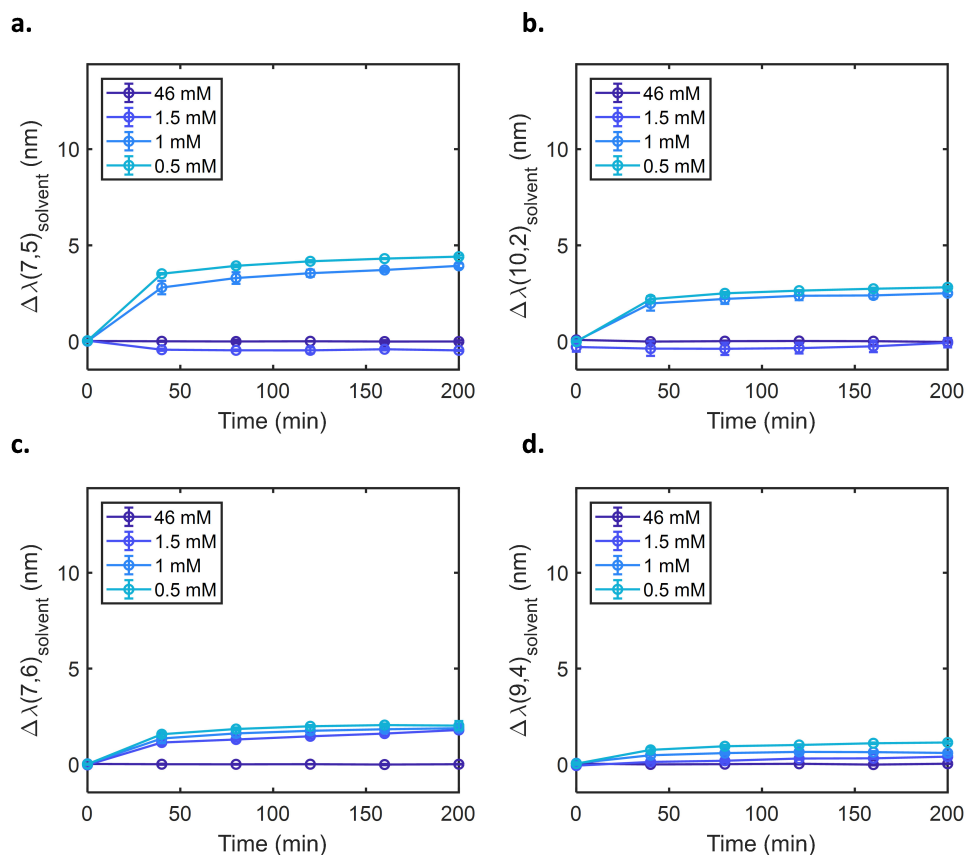 a.
Δ λ(7,5)solvent (nm)
10
5
0
46 mM
1.5 mM
1 mM
0.5 mM
0 50 100 150 200
Time (min)
b.
Δ λ(10,2)solvent (nm)
10
5
0
46 mM
1.5 mM
1 mM
0.5 mM
0 50 100 150 200
Time (min)
c.
Δ λ(7,6)solvent (nm)
10
5
0
46 mM
1.5 mM
1 mM
0.5 mM
0 50 100 150 200
Time (min)
d.
Δ λ(9,4)solvent (nm)
10
5
0
46 mM
1.5 mM
1 mM
0.5 mM
0 50 100 150 200
Time (min)